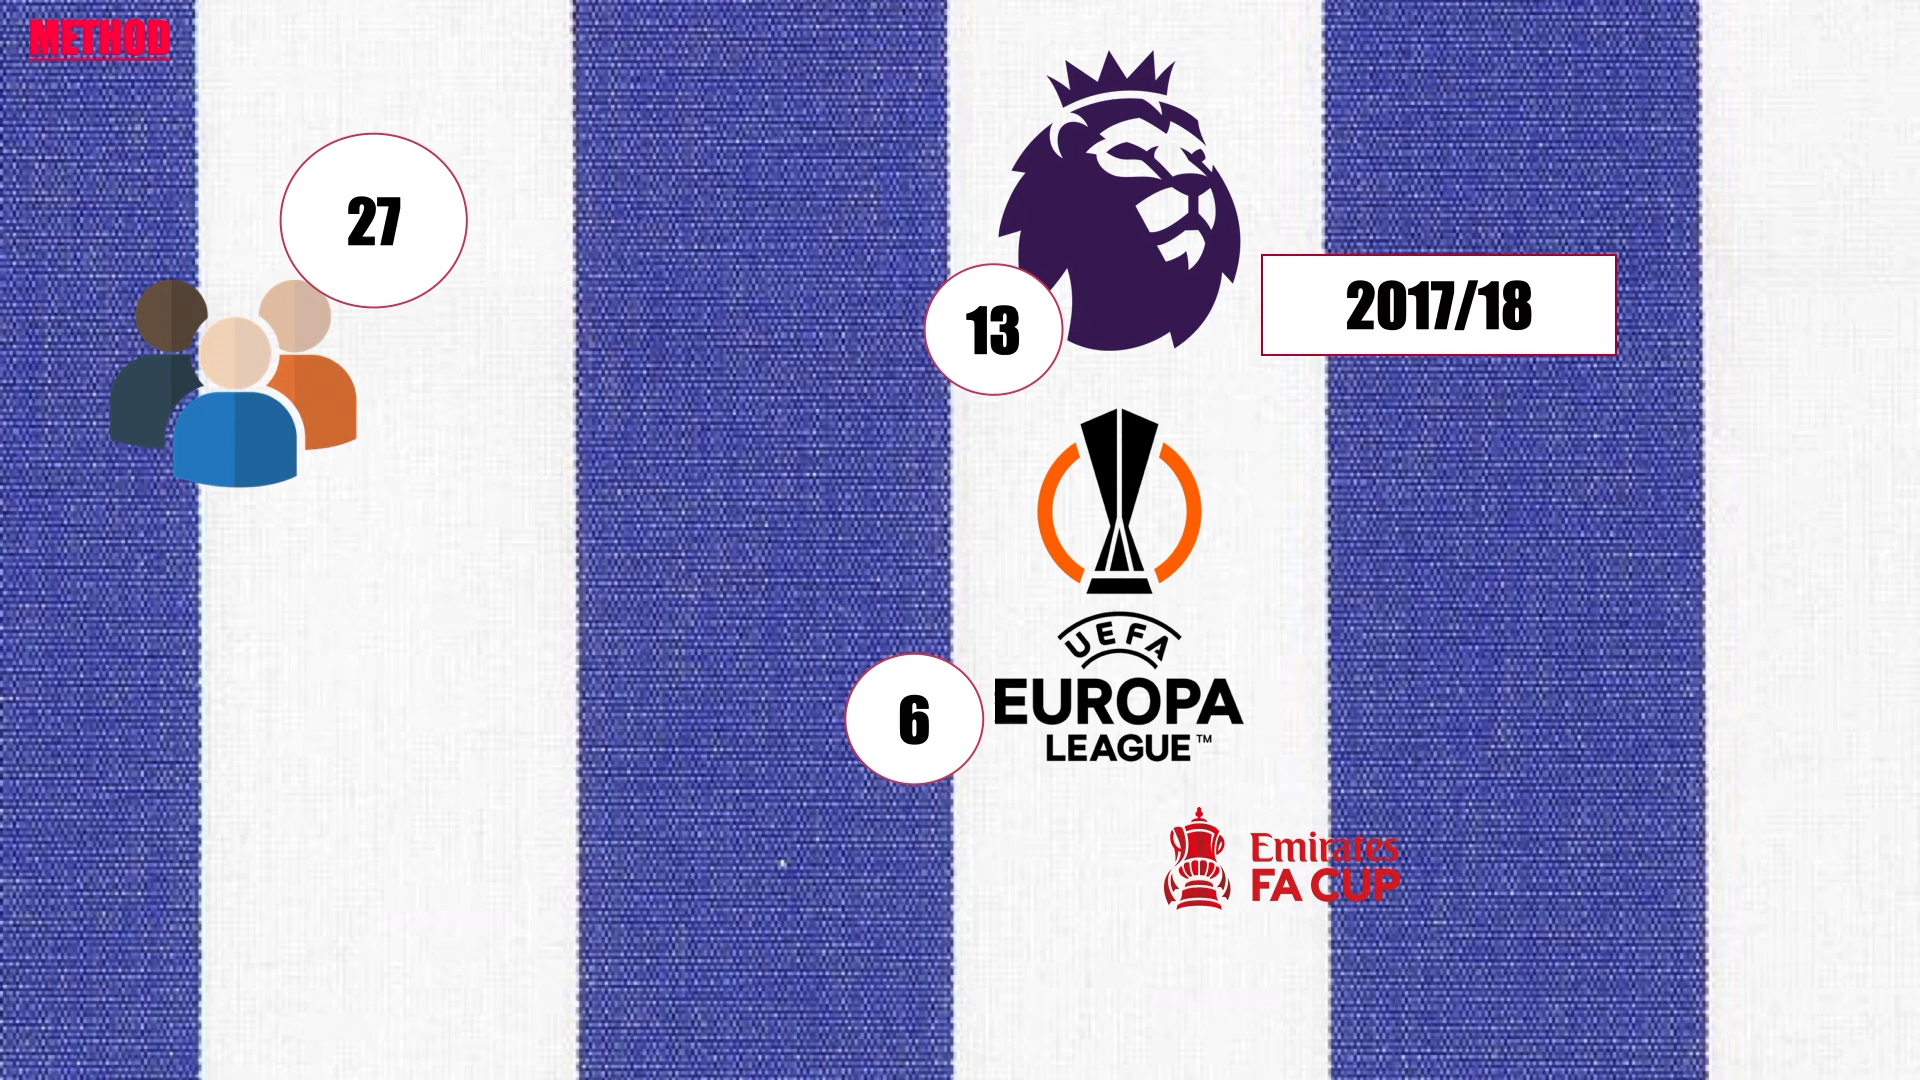 METHOD
27
2017/18
13
UEFA
EUROPA
LEAGUE™
6
Emirates
FA CUP